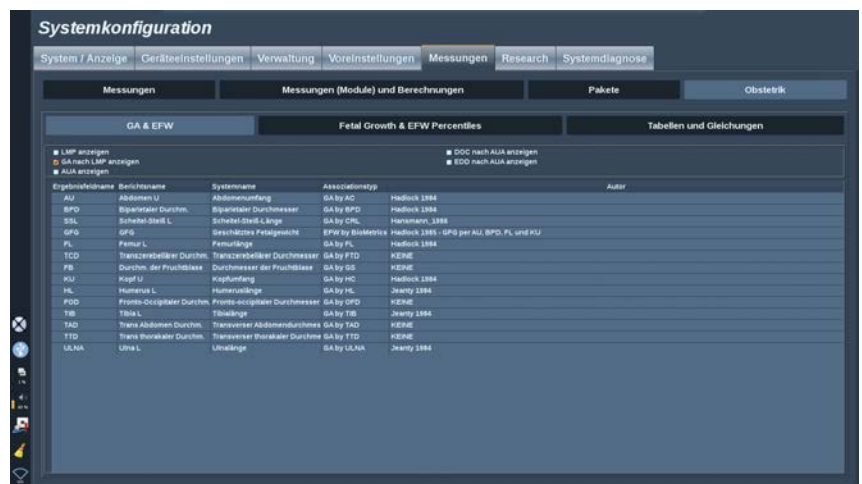 Systemkonfiguration
System / Anzeige Geräteeinstellungen Verwaltung Voreinstellungen Messungen Research Systemdiagnose
Messungen Messungen (Module) und Berechnungen Pakete Obstetrik
GA & EFW Fetal Growth & EFW Percentiles Tabellen und Gleichungen
LMP anzeigen DOC nach AUA anzeigen
GA nach LMP anzeigen EDD nach AUA anzeigen
AUA anzeigen
Ergebnisfeldname Berichtsname Systemname Assoziationstyp Autor
AU Abdomen U Abdomenumfang GA by AC Hadlock 1984
BPD Biparietaler Durchm. Biparietaler Durchmesser GA by BPD Hadlock 1984
SSL Scheitel-Steiß L Scheitel-Steiß-Länge GA by CRL Hansmann_1986
GFG GFG Geschätztes Fetalgewicht EFW by BioMetrics Hadlock 1985 - GFG per AU, BPD, FL und KU
FL Femur L Femurlänge GA by FL Hadlock 1984
TCD Transzerebellärer Durchm. Transzerebellärer Durchmesser GA by FTD KEINE
FB Durchm. der Fruchtblase Durchmesser der Fruchtblase GA by GS KEINE
KU Kopf U Kopfumfang GA by HC Hadlock 1984
HL Humerus L Humeruslänge GA by HL Jeanty 1984
FOD Fronto-Occipitaler Durchm. Fronto-occipitaler Durchmesser GA by OFD KEINE
TIB Tibia L Tibialänge GA by TIB Jeanty 1984
TAD Trans Abdomen Durchm. Transverser Abdomendurchmes GA by TAD KEINE
TTD Trans thorakaler Durchm. Transverser thorakaler Durchme GA by TTD KEINE
ULNA Ulna L Ulnalänge GA by ULNA Jeanty 1984